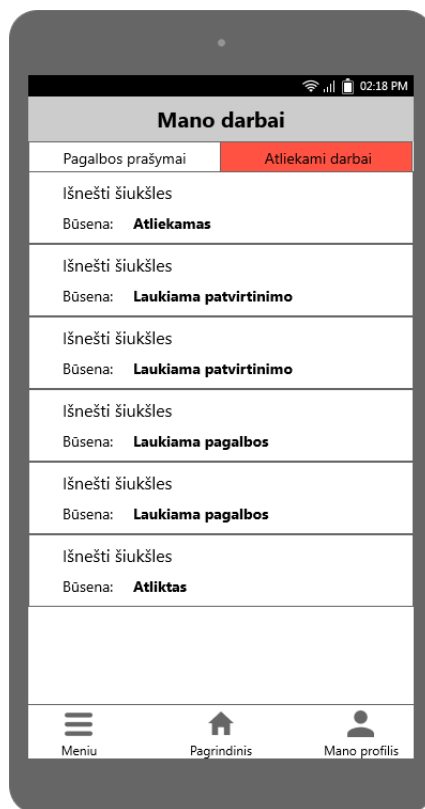 02:18 PM
Mano darbai
Pagalbos prašymai Atliekami darbai
Išnešti šiukšles
Būsena: Atliekamas
Išnešti šiukšles
Būsena: Laukiama patvirtinimo
Išnešti šiukšles
Būsena: Laukiama patvirtinimo
Išnešti šiukšles
Būsena: Laukiama pagalbos
Išnešti šiukšles
Būsena: Laukiama pagalbos
Išnešti šiukšles
Būsena: Atliktas
Meniu Pagrindinis Mano profilis